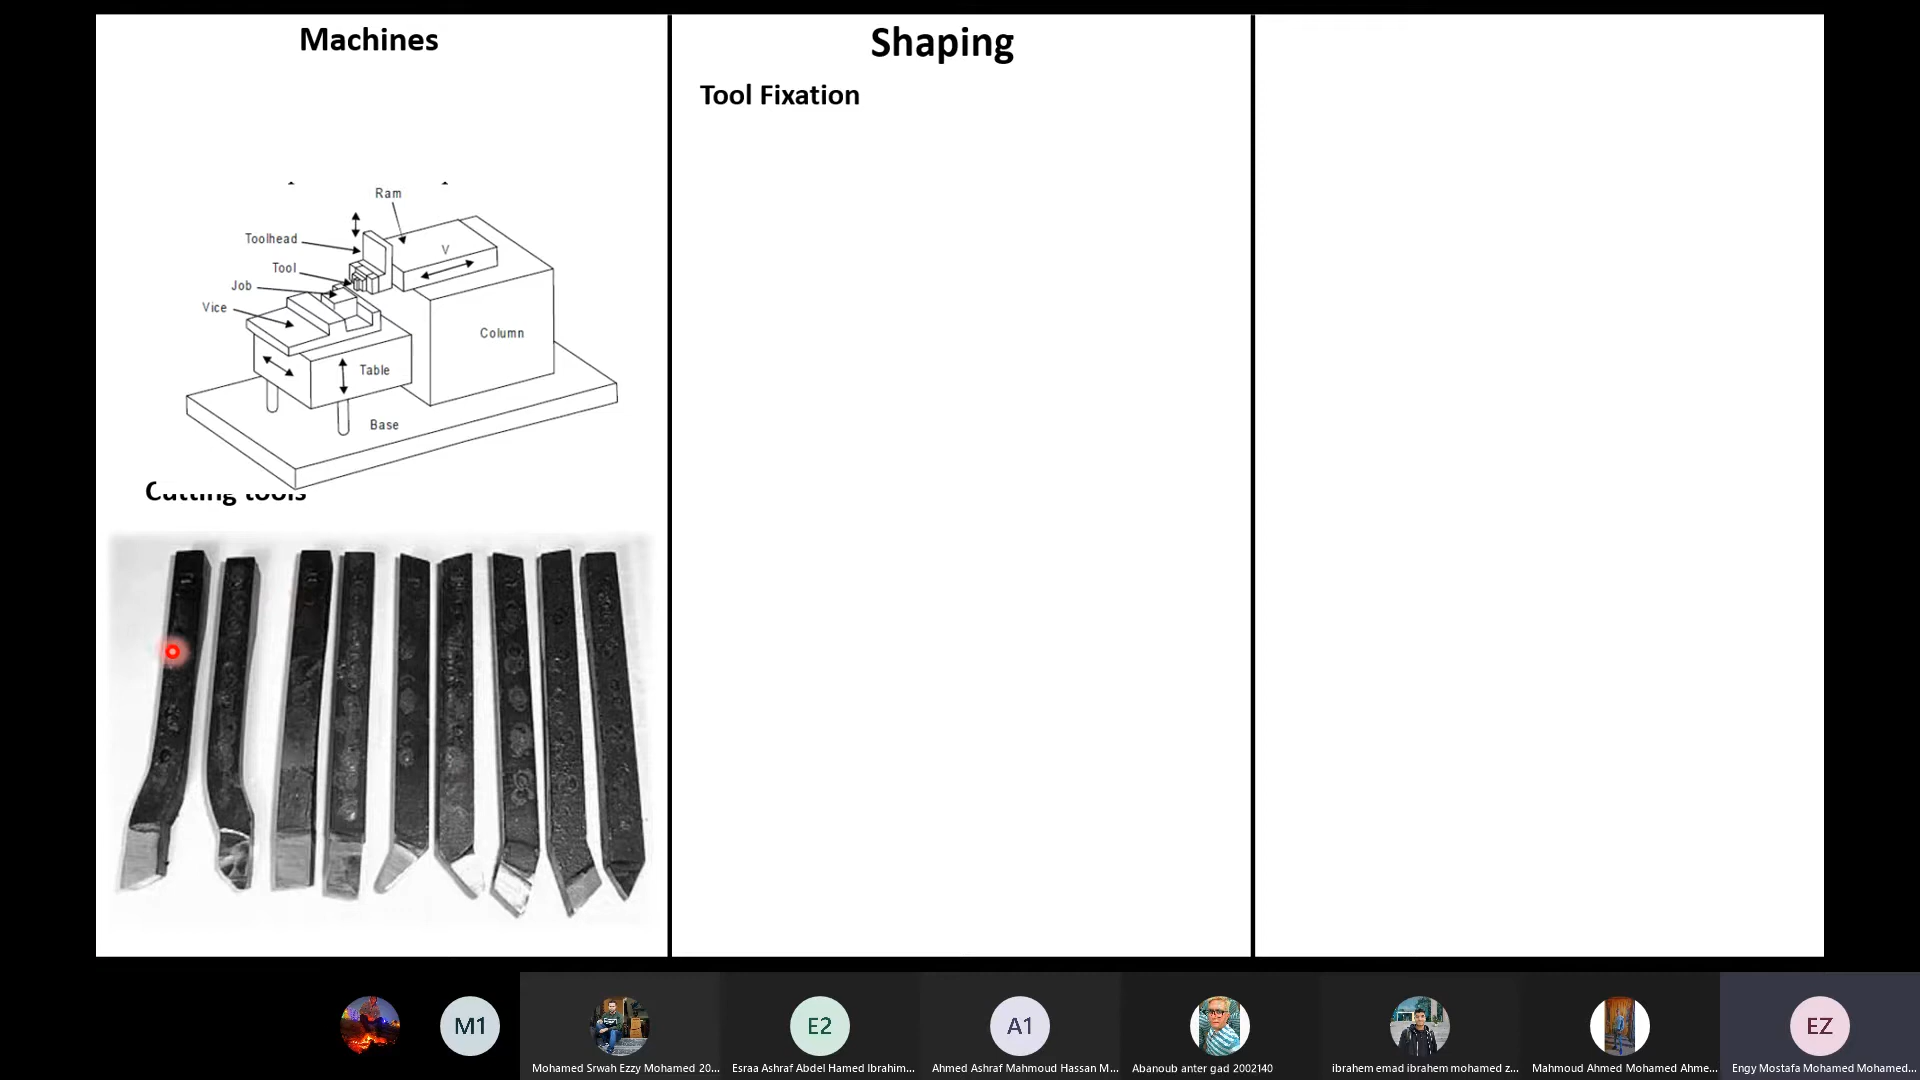 Machines
Shaping
Tool Fixation
Ram
Toolhead
V
Tool
Job
Vice
Column
Table
Base
Cutting tools
M1
E2
A1
EZ
Mohamed Srwah Ezzy Mohamed 20...
Esraa Ashraf Abdel Hamed Ibrahim...
Ahmed Ashraf Mahmoud Hassan M...
Abanoub anter gad 2002140
ibrahem emad ibrahem mohamed z...
Mahmoud Ahmed Mohamed Ahme...
Engy Mostafa Mohamed Mohamed...